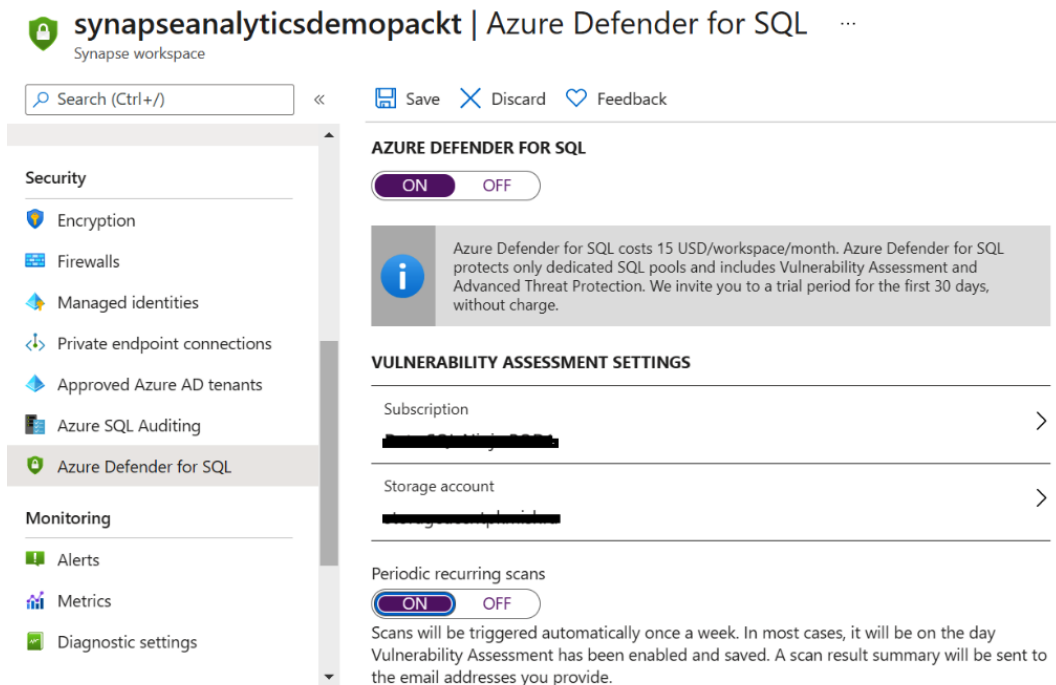 synapseanalyticsdemopackt | Azure Defender for SQL ...
Synapse workspace
Search (Ctrl+/)
«
Save
Discard
Feedback
Security
Encryption
Firewalls
Managed identities
Private endpoint connections
Approved Azure AD tenants
Azure SQL Auditing
Azure Defender for SQL
Monitoring
Alerts
Metrics
Diagnostic settings
AZURE DEFENDER FOR SQL
ON OFF
Azure Defender for SQL costs 15 USD/workspace/month. Azure Defender for SQL
protects only dedicated SQL pools and includes Vulnerability Assessment and
Advanced Threat Protection. We invite you to a trial period for the first 30 days,
without charge.
VULNERABILITY ASSESSMENT SETTINGS
Subscription
Storage account
Periodic recurring scans
ON OFF
Scans will be triggered automatically once a week. In most cases, it will be on the day
Vulnerability Assessment has been enabled and saved. A scan result summary will be sent to
the email addresses you provide.